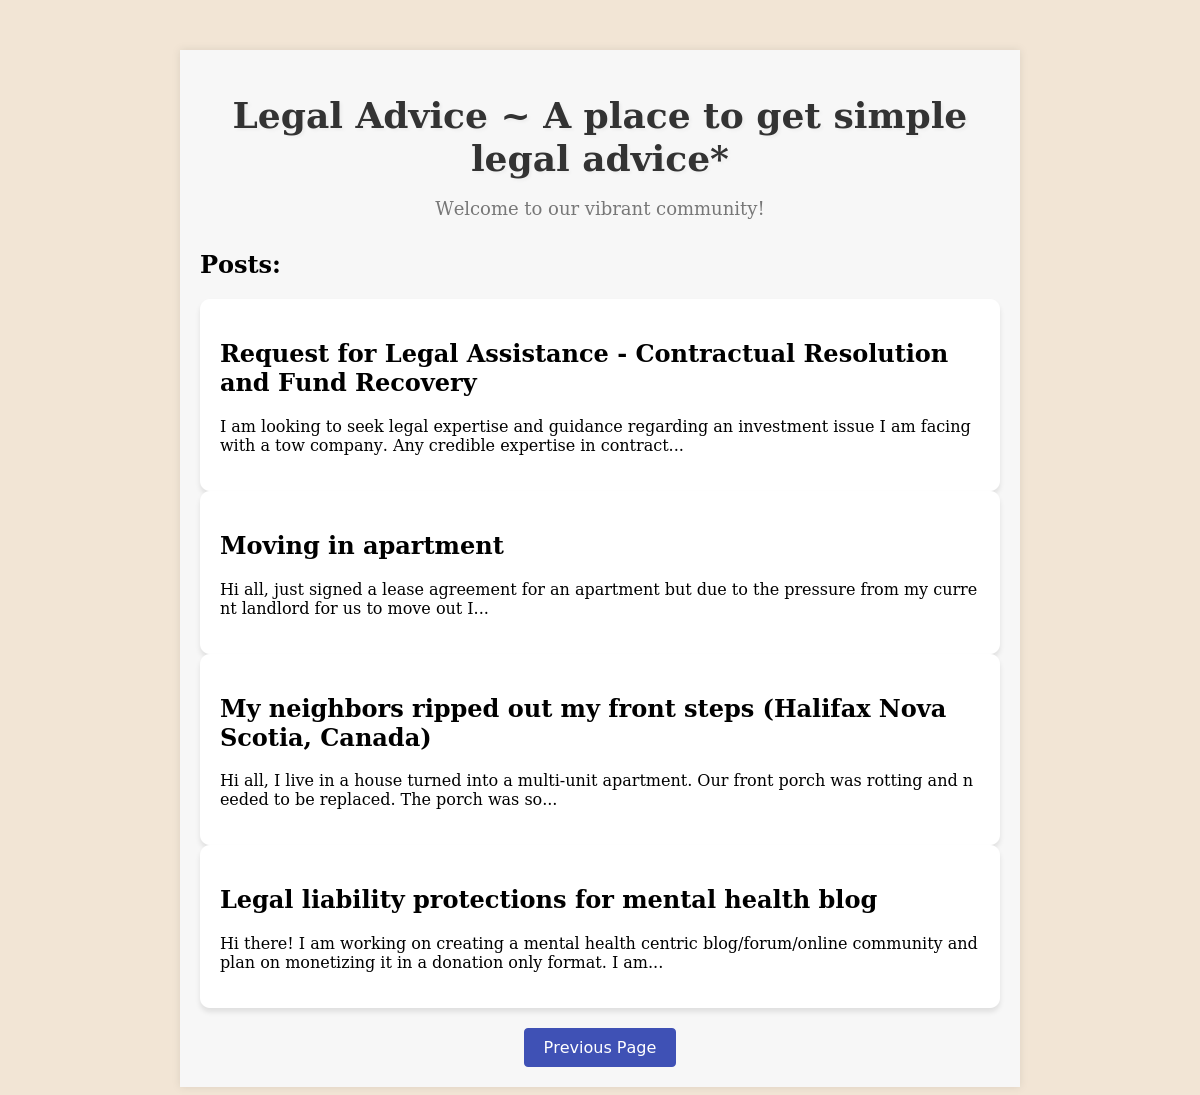 Legal Advice ~ A place to get simple
legal advice*
Welcome to our vibrant community!
Posts:
Request for Legal Assistance - Contractual Resolution
and Fund Recovery
I am looking to seek legal expertise and guidance regarding an investment issue I am facing
with a tow company. Any credible expertise in contract...
Moving in apartment
Hi all, just signed a lease agreement for an apartment but due to the pressure from my curre
nt landlord for us to move out I...
My neighbors ripped out my front steps (Halifax Nova
Scotia, Canada)
Hi all, I live in a house turned into a multi-unit apartment. Our front porch was rotting and n
eeded to be replaced. The porch was so...
Legal liability protections for mental health blog
Hi there! I am working on creating a mental health centric blog/forum/online community and
plan on monetizing it in a donation only format. I am...
Previous Page